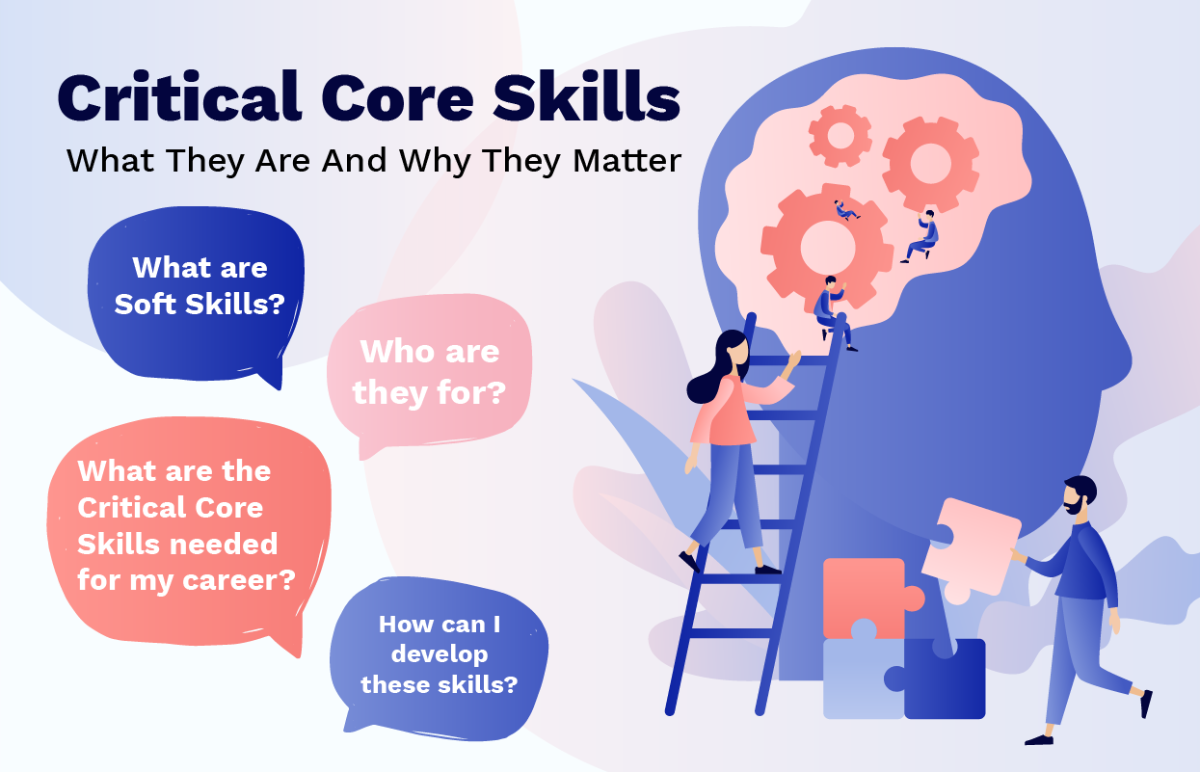 Critical Core Skills
What They Are And Why They Matter
What are
Soft Skills?
Who are
they for?
What are the
Critical Core
Skills needed
for my career?
How can I
develop
these skills?